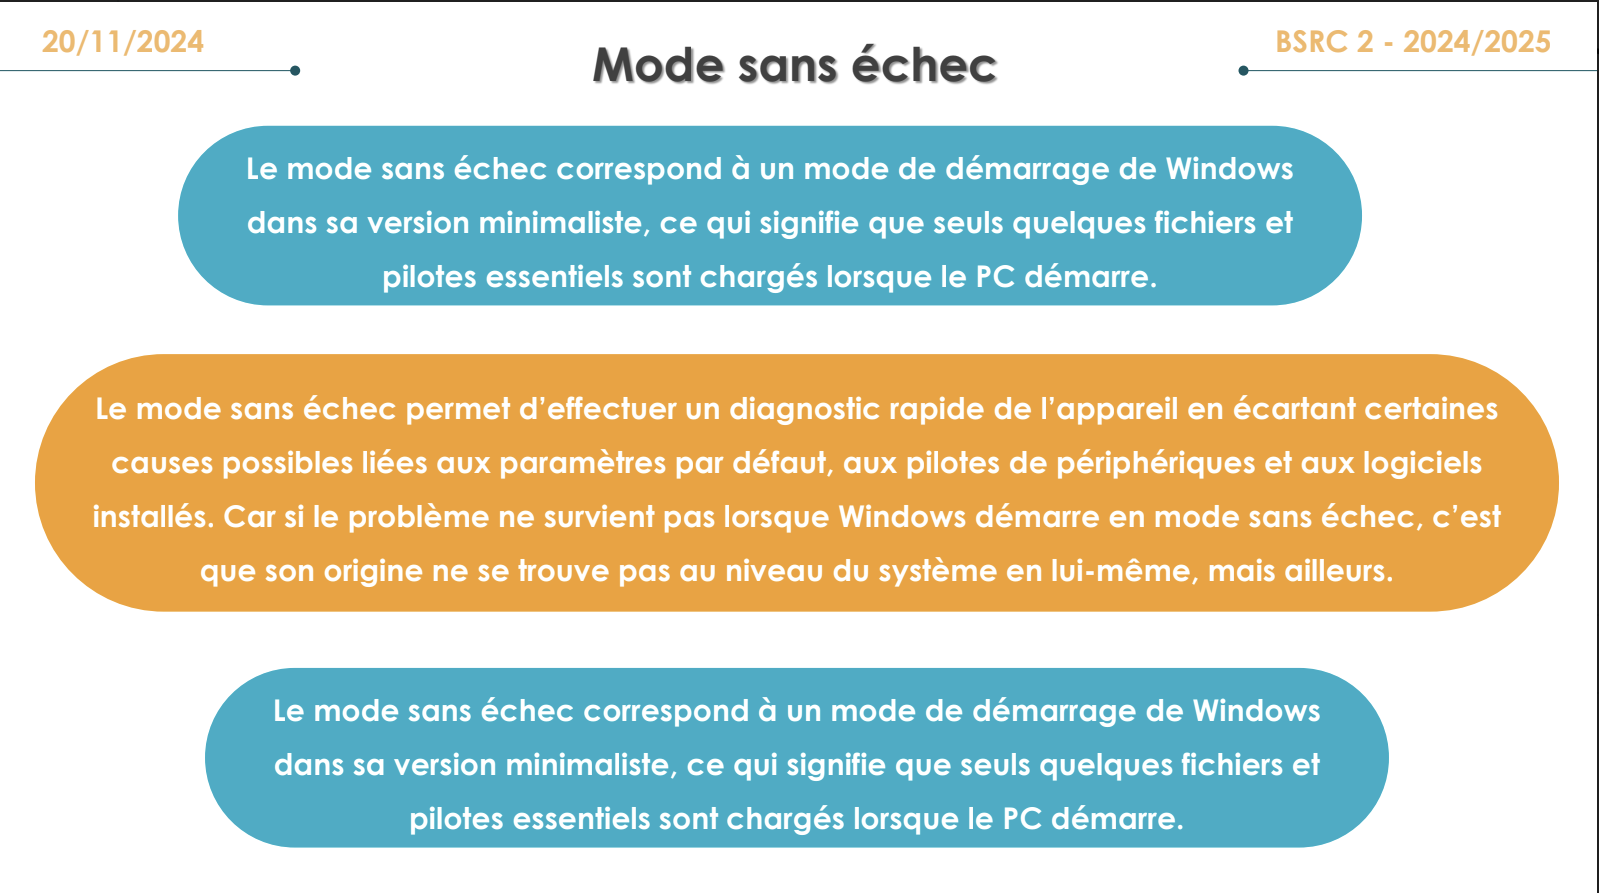 20/11/2024
Mode sans échec
BSRC 2 - 2024/2025
Le mode sans échec correspond à un mode de démarrage de Windows
dans sa version minimaliste, ce qui signifie que seuls quelques fichiers et
pilotes essentiels sont chargés lorsque le PC démarre.
Le mode sans échec permet d’effectuer un diagnostic rapide de l’appareil en écartant certaines
causes possibles liées aux paramètres par défaut, aux pilotes de périphériques et aux logiciels
installés. Car si le problème ne survient pas lorsque Windows démarre en mode sans échec, c’est
que son origine ne se trouve pas au niveau du système en lui-même, mais ailleurs.
Le mode sans échec correspond à un mode de démarrage de Windows
dans sa version minimaliste, ce qui signifie que seuls quelques fichiers et
pilotes essentiels sont chargés lorsque le PC démarre.